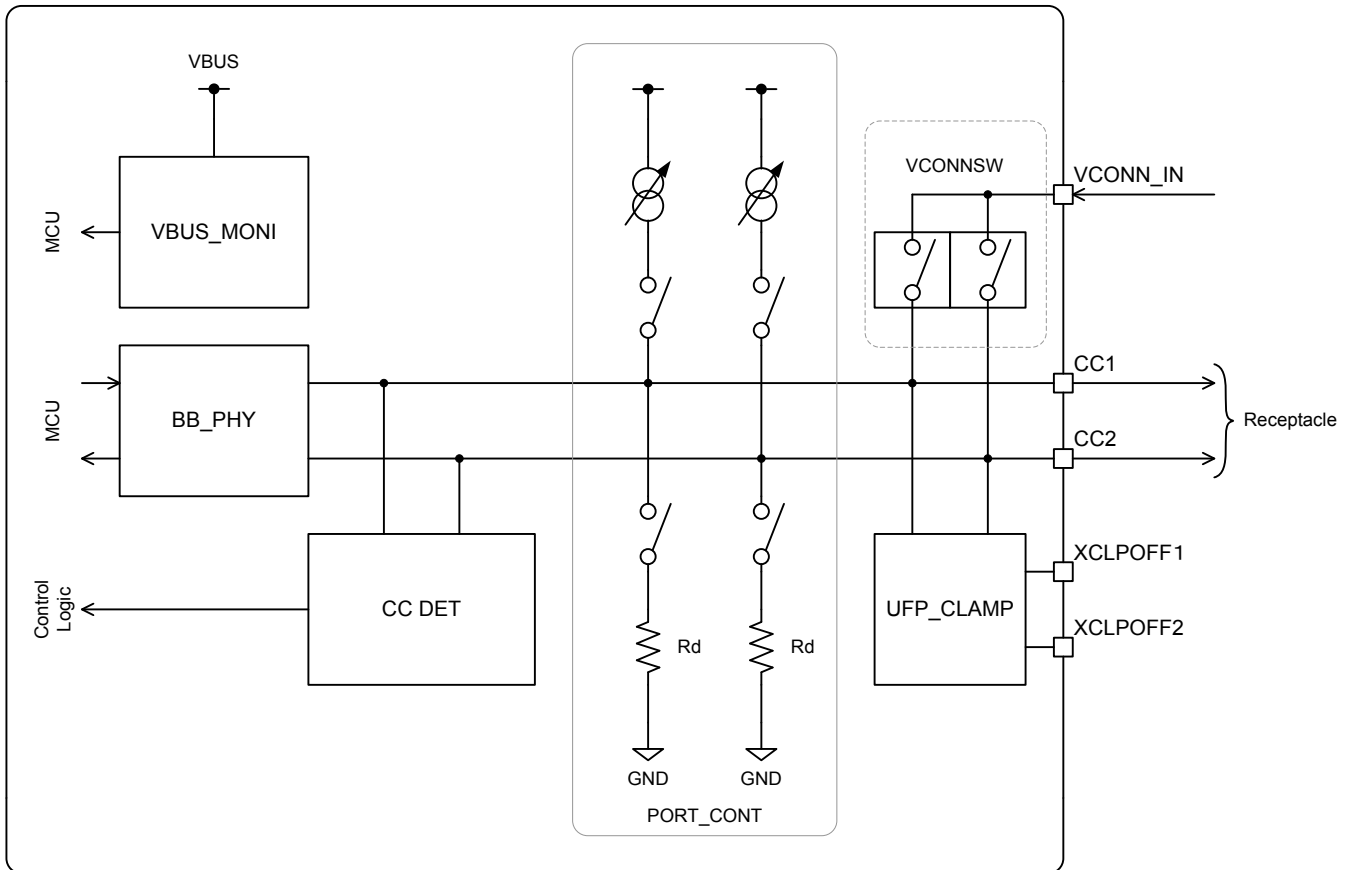 VBUS
VBUS_MONI
MCU
VCONNSW
VCONN_IN
BB_PHY
MCU
CC1
CC2
Receptacle
CC DET
Control
Logic
Rd
Rd
UFP_CLAMP
XCLPOFF1
XCLPOFF2
GND
GND
PORT_CONT